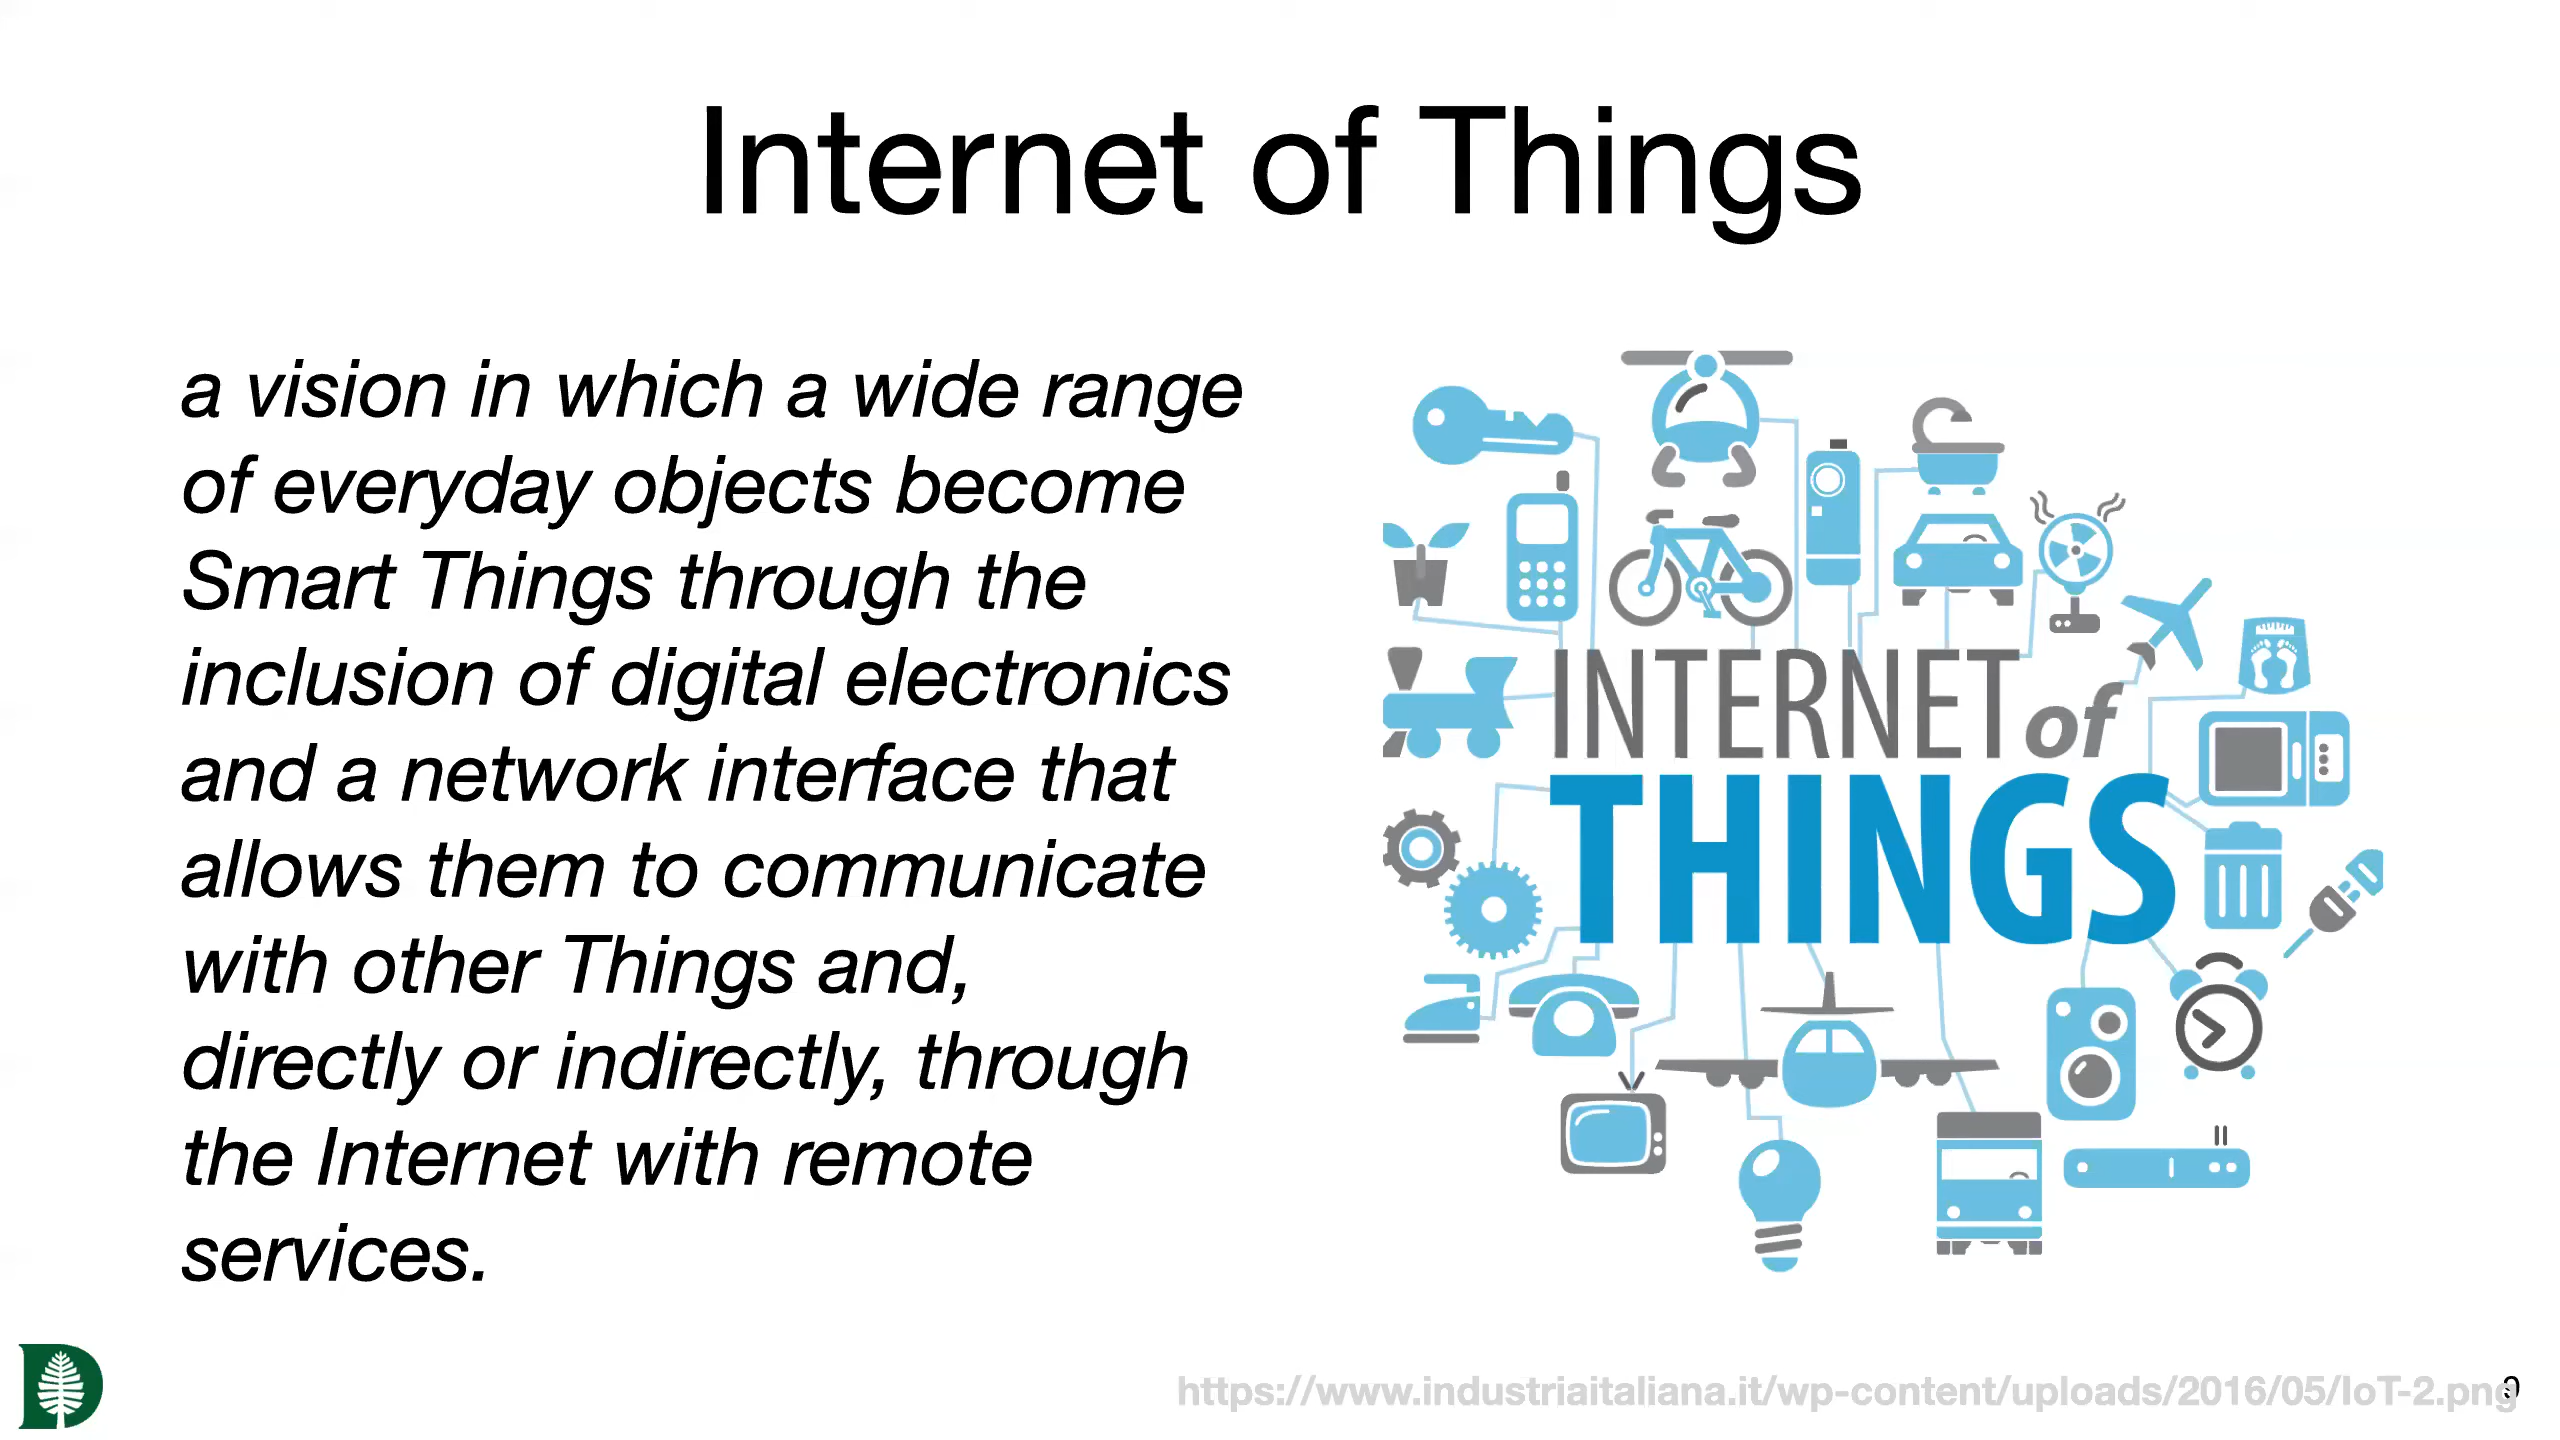 Internet of Things
a vision in which a wide range
of everyday objects become
Smart Things through the
inclusion of digital electronics
and a network interface that
allows them to communicate
with other Things and,
directly or indirectly, through
the Internet with remote
services.
INTERNET of
THINGS
D
https://www.industriaitaliana.it/wp-content/uploads/2016/05/IoT-2.png
9